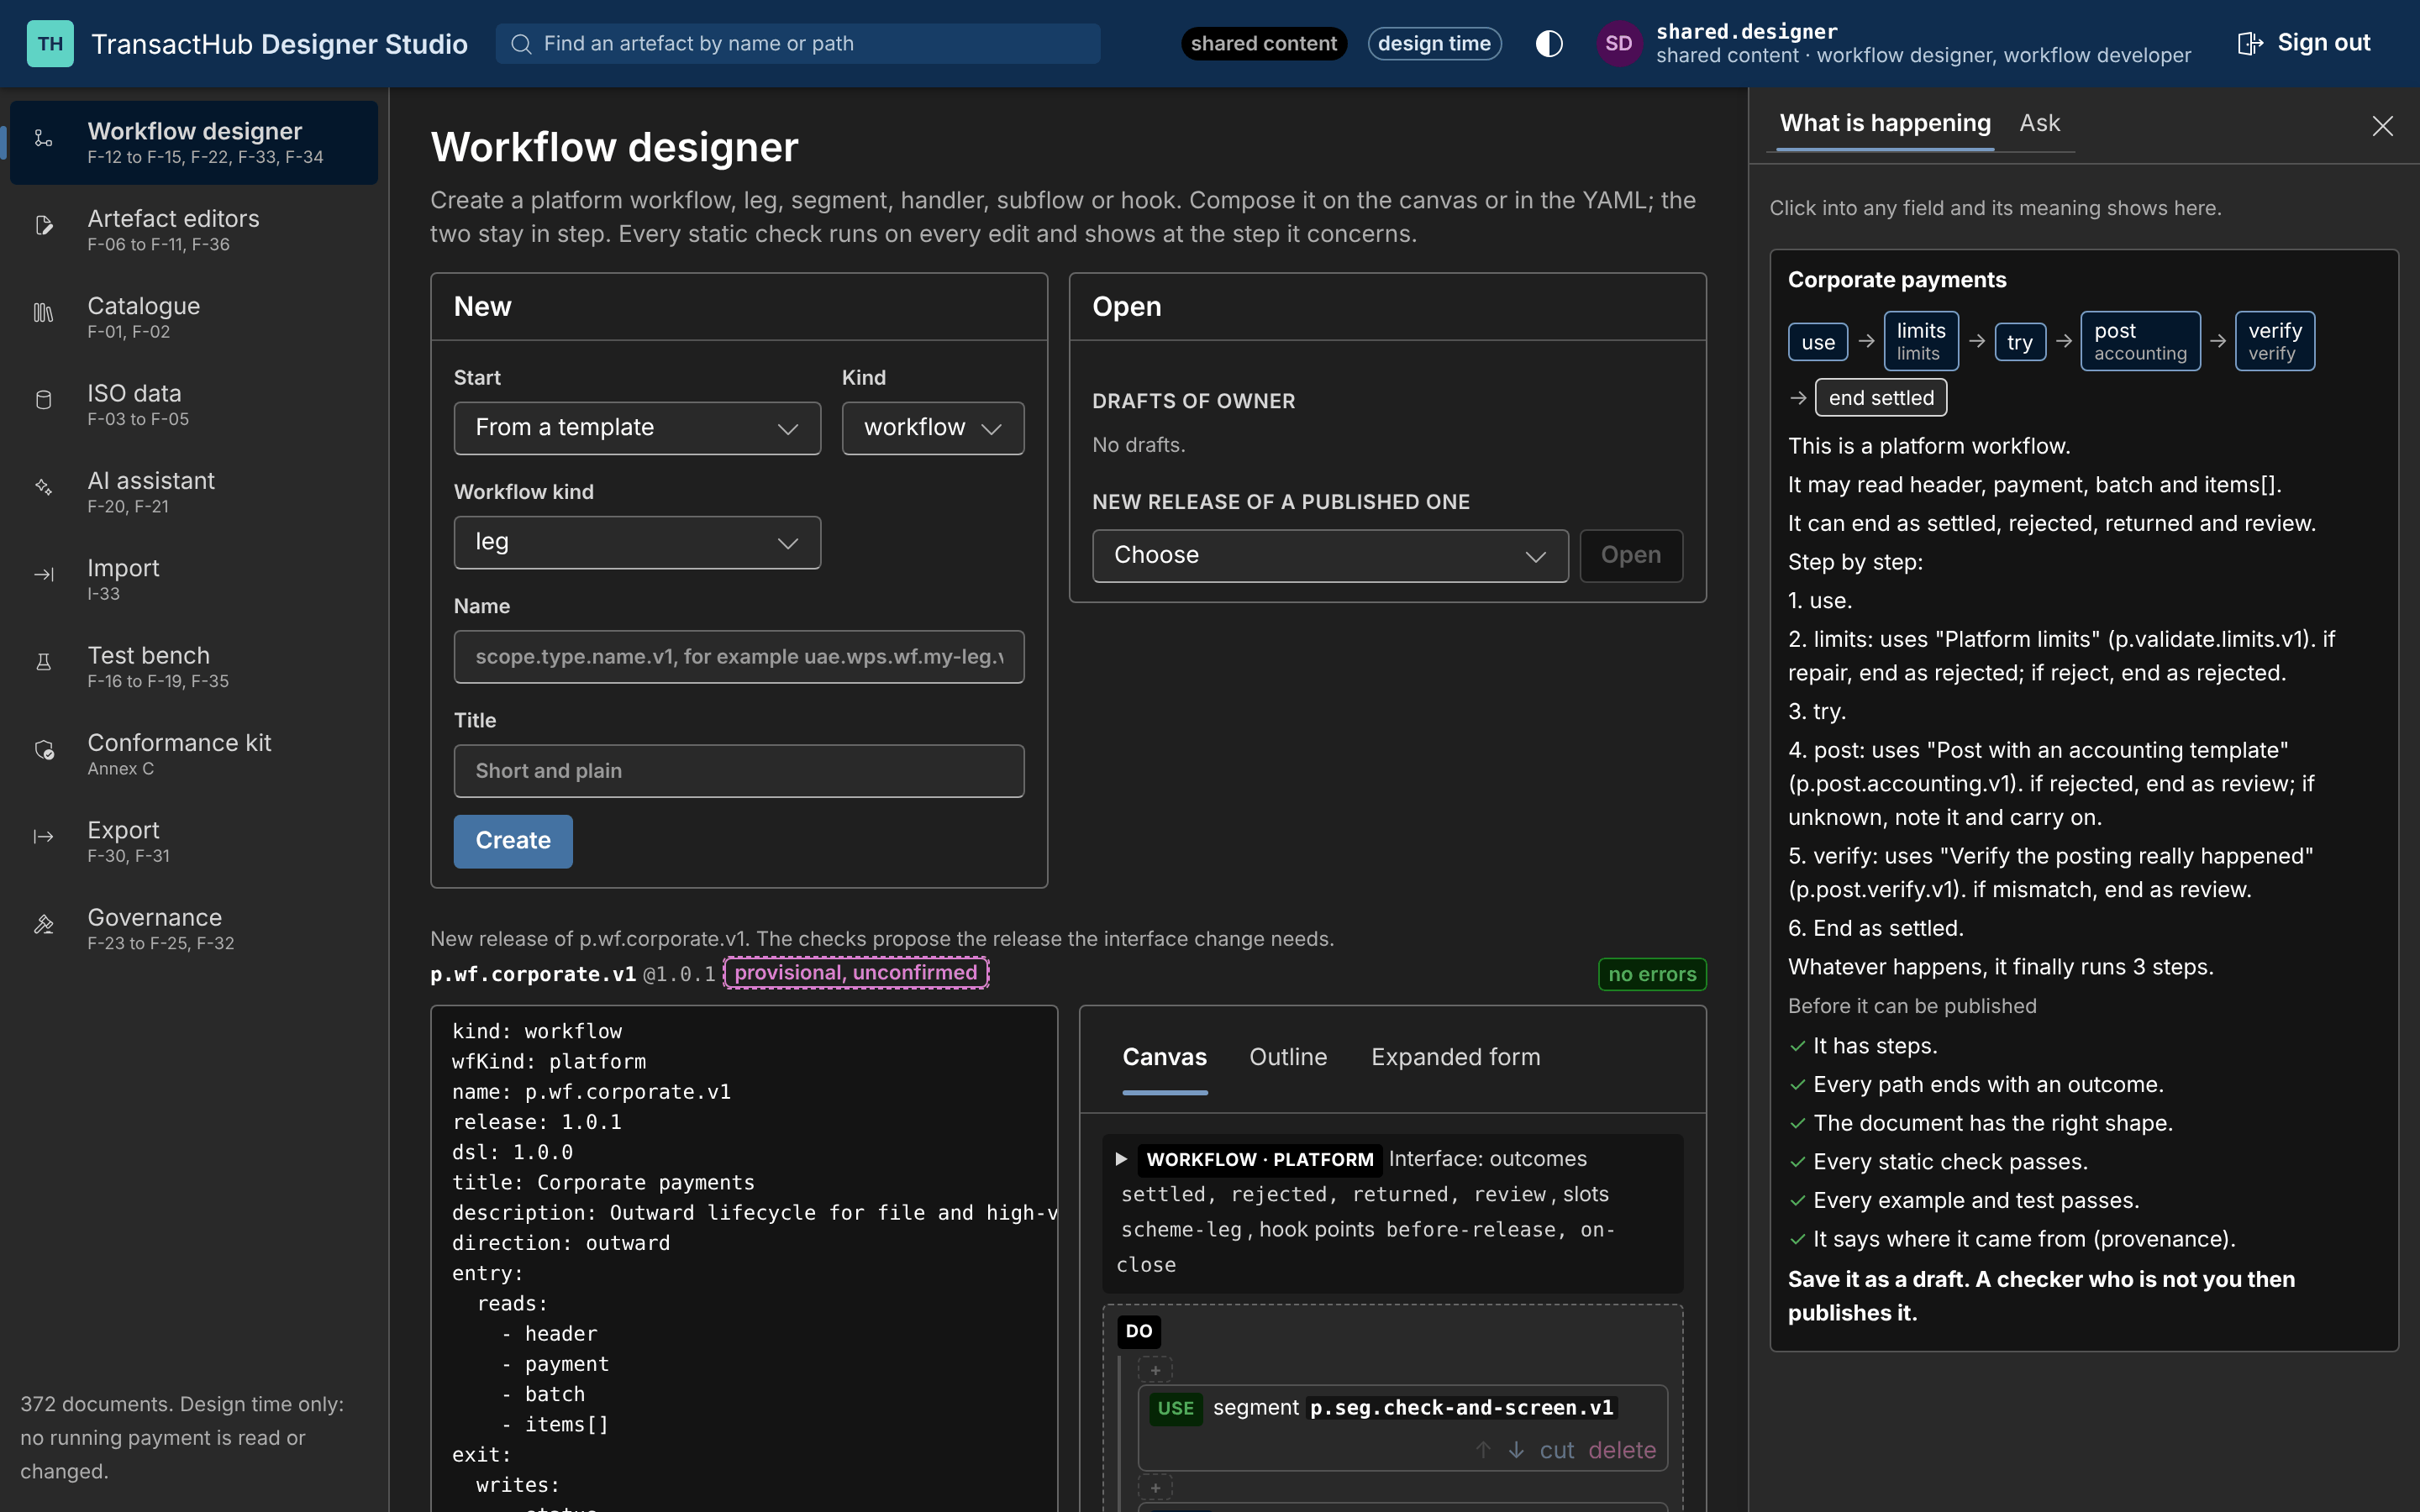 TH TransactHub Designer Studio
Find an artefact by name or path
shared content
design time
SD
shared.designer
shared content · workflow designer, workflow developer
Sign out
Workflow designer
F-12 to F-15, F-22, F-33, F-34
Artefact editors
F-06 to F-11, F-36
Catalogue
F-01, F-02
ISO data
F-03 to F-05
AI assistant
F-20, F-21
Import
I-33
Test bench
F-16 to F-19, F-35
Conformance kit
Annex C
Export
F-30, F-31
Governance
F-23 to F-25, F-32
372 documents. Design time only:
no running payment is read or
changed.
Workflow designer
Create a platform workflow, leg, segment, handler, subflow or hook. Compose it on the canvas or in the YAML; the
two stay in step. Every static check runs on every edit and shows at the step it concerns.
New
Start
Kind
From a template
workflow
Workflow kind
leg
Name
scope.type.name.v1, for example uae.wps.wf.my-leg.v
Title
Short and plain
Create
Open
DRAFTS OF OWNER
No drafts.
NEW RELEASE OF A PUBLISHED ONE
Choose
Open
New release of p.wf.corporate.v1. The checks propose the release the interface change needs.
p.wf.corporate.v1 @1.0.1 provisional, unconfirmed
no errors
kind: workflow
wfKind: platform
name: p.wf.corporate.v1
release: 1.0.1
dsl: 1.0.0
title: Corporate payments
description: Outward lifecycle for file and high-v
direction: outward
entry:
reads:
- header
- payment
- batch
- items[]
exit:
writes:
Canvas
Outline
Expanded form
WORKFLOW · PLATFORM Interface: outcomes
settled, rejected, returned, review, slots
scheme-leg, hook points before-release, on-
close
DO
+
USE segment p.seg.check-and-screen.v1
↑ ↓ cut delete
+
What is happening
Ask
Click into any field and its meaning shows here.
Corporate payments
use → limits limits → try → post accounting → verify verify
→ end settled
This is a platform workflow.
It may read header, payment, batch and items[].
It can end as settled, rejected, returned and review.
Step by step:
1. use.
2. limits: uses "Platform limits" (p.validate.limits.v1). if
repair, end as rejected; if reject, end as rejected.
3. try.
4. post: uses "Post with an accounting template"
(p.post.accounting.v1). if rejected, end as review; if
unknown, note it and carry on.
5. verify: uses "Verify the posting really happened"
(p.post.verify.v1). if mismatch, end as review.
6. End as settled.
Whatever happens, it finally runs 3 steps.
Before it can be published
✓ It has steps.
✓ Every path ends with an outcome.
✓ The document has the right shape.
✓ Every static check passes.
✓ Every example and test passes.
✓ It says where it came from (provenance).
Save it as a draft. A checker who is not you then
publishes it.